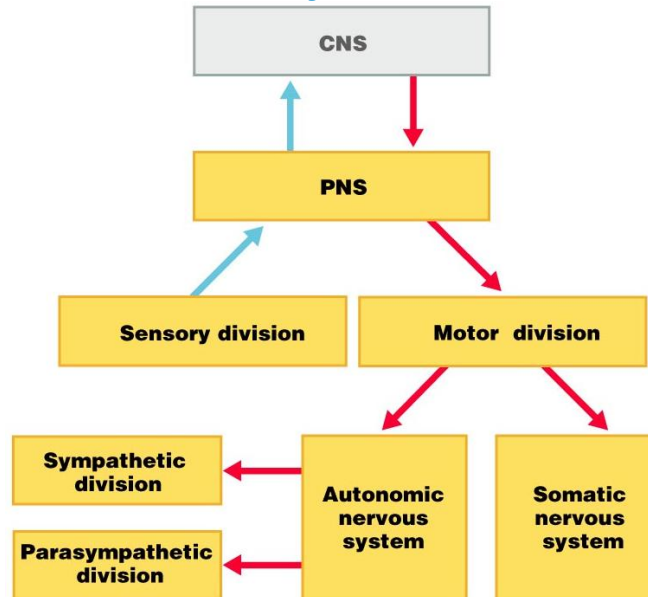 CNS
PNS
Sensory division
Motor division
Sympathetic
division
Parasympathetic
division
Autonomic
nervous
system
Somatic
nervous
system